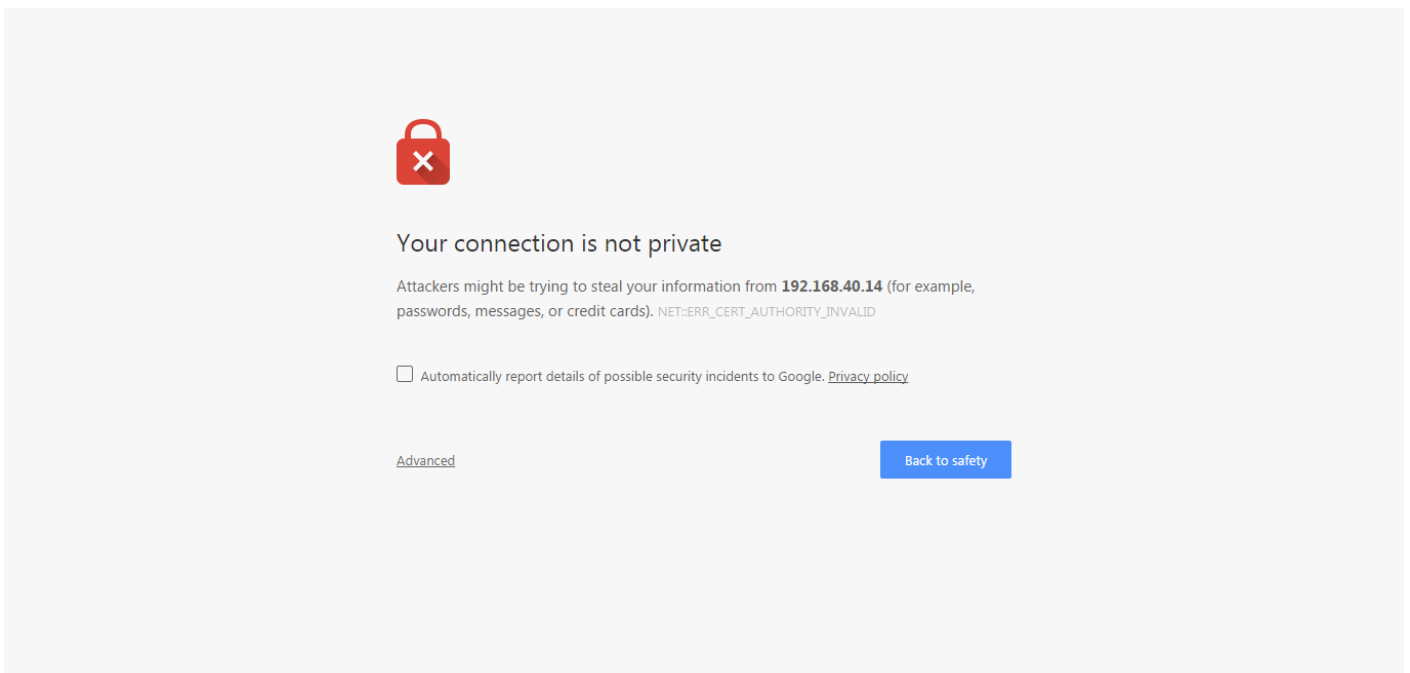 Your connection is not private
Attackers might be trying to steal your information from 192.168.40.14 (for example,
passwords, messages, or credit cards). NET::ERR_CERT_AUTHORITY_INVALID
Automatically report details of possible security incidents to Google. Privacy policy
Advanced
Back to safety